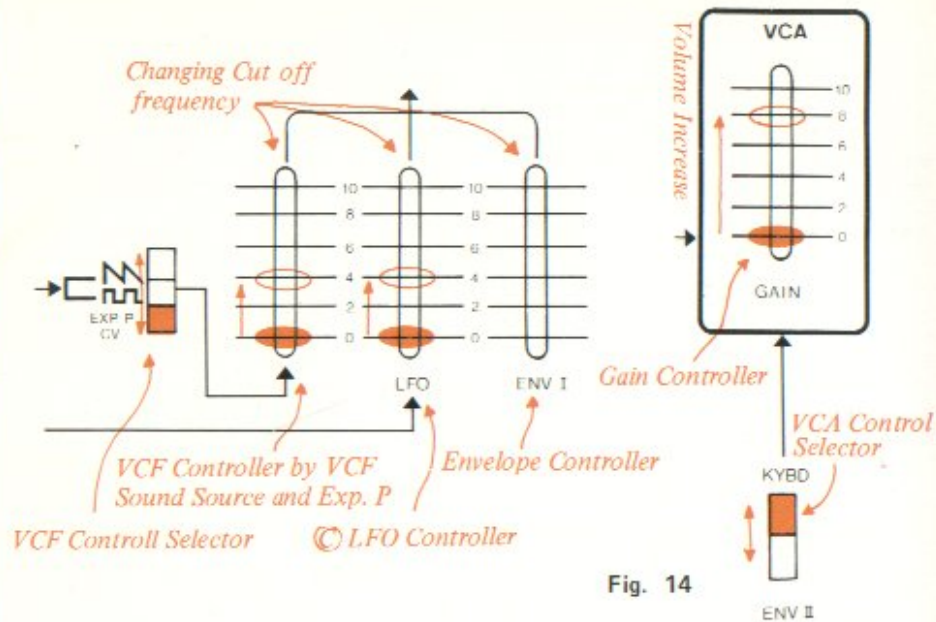 Changing Cut off
frequency
10
8
6
4
2
0
10
8
6
4
2
0
EXP P
CV
LFO
ENV I
VCF Controller by VCF
Sound Source and Exp. P
Envelope Controller
VCF Controll Selector
Ⓒ LFO Controller
VCA
Volume Increase
10
8
6
4
2
0
GAIN
Gain Controller
VCA Control
Selector
KYBD
ENV II
Fig. 14